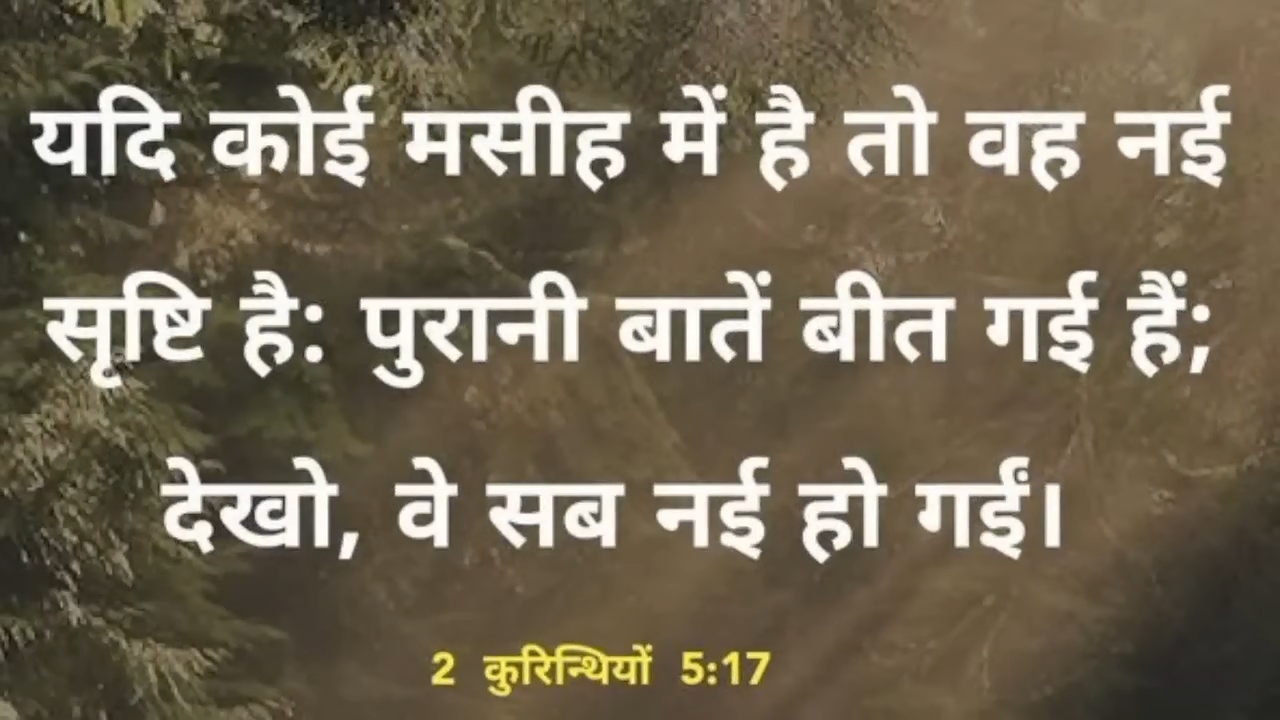 यदि कोई मसीह में है तो वह नई
सृष्टि है: पुरानी बातें बीत गई हैं;
देखो, वे सब नई हो गईं।
2 कुरिन्थियों 5:17